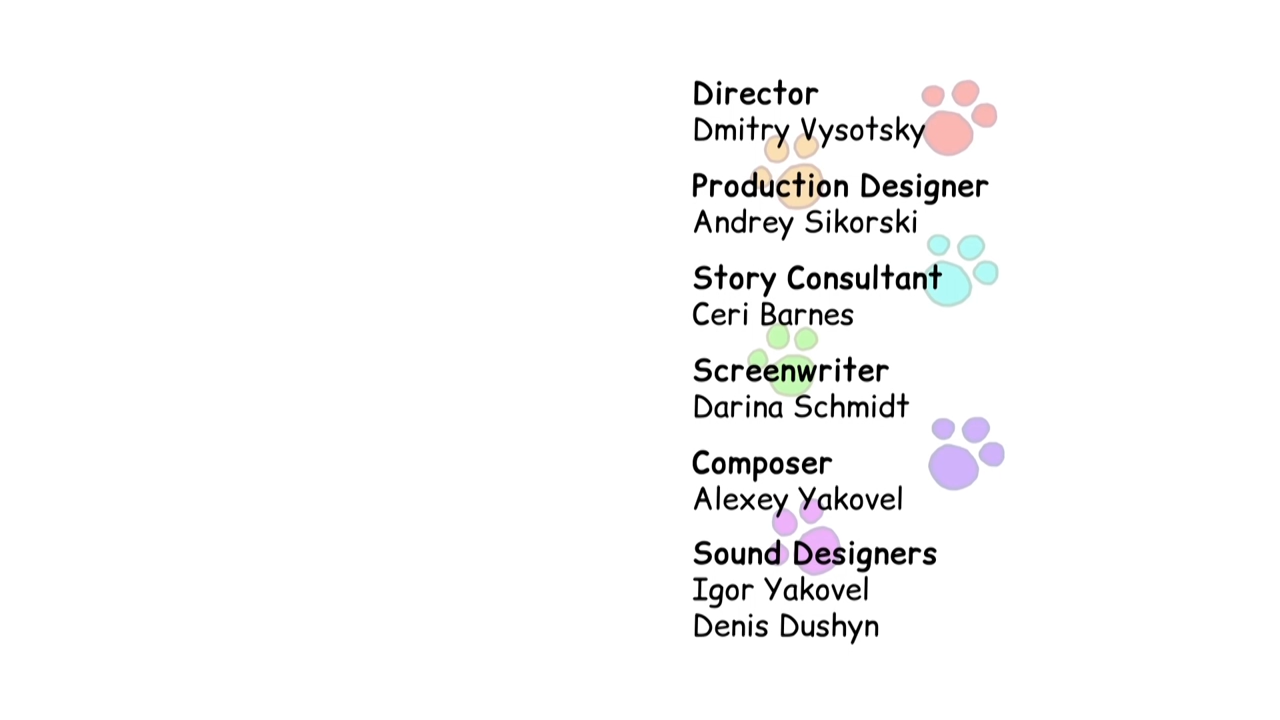 Director
Dmitry Vysotsky
Production Designer
Andrey Sikorski
Story Consultant
Ceri Barnes
Screenwriter
Darina Schmidt
Composer
Alexey Yakovel
Sound Designers
Igor Yakovel
Denis Dushyn